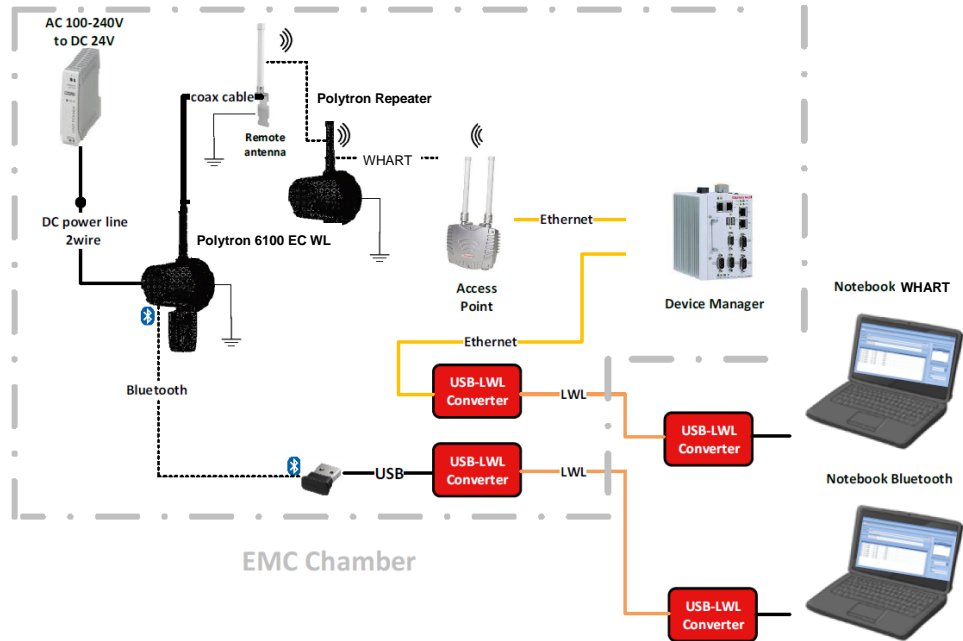 AC 100-240V
to DC 24V
coax cable
Remote
antenna
Polytron Repeater
WHART
DC power line
2wire
Polytron 6100 EC WL
Access
Point
Ethernet
Device Manager
Notebook WHART
Ethernet
Bluetooth
USB-LWL
Converter
LWL
USB-LWL
Converter
USB
USB-LWL
Converter
LWL
Notebook Bluetooth
EMC Chamber
USB-LWL
Converter